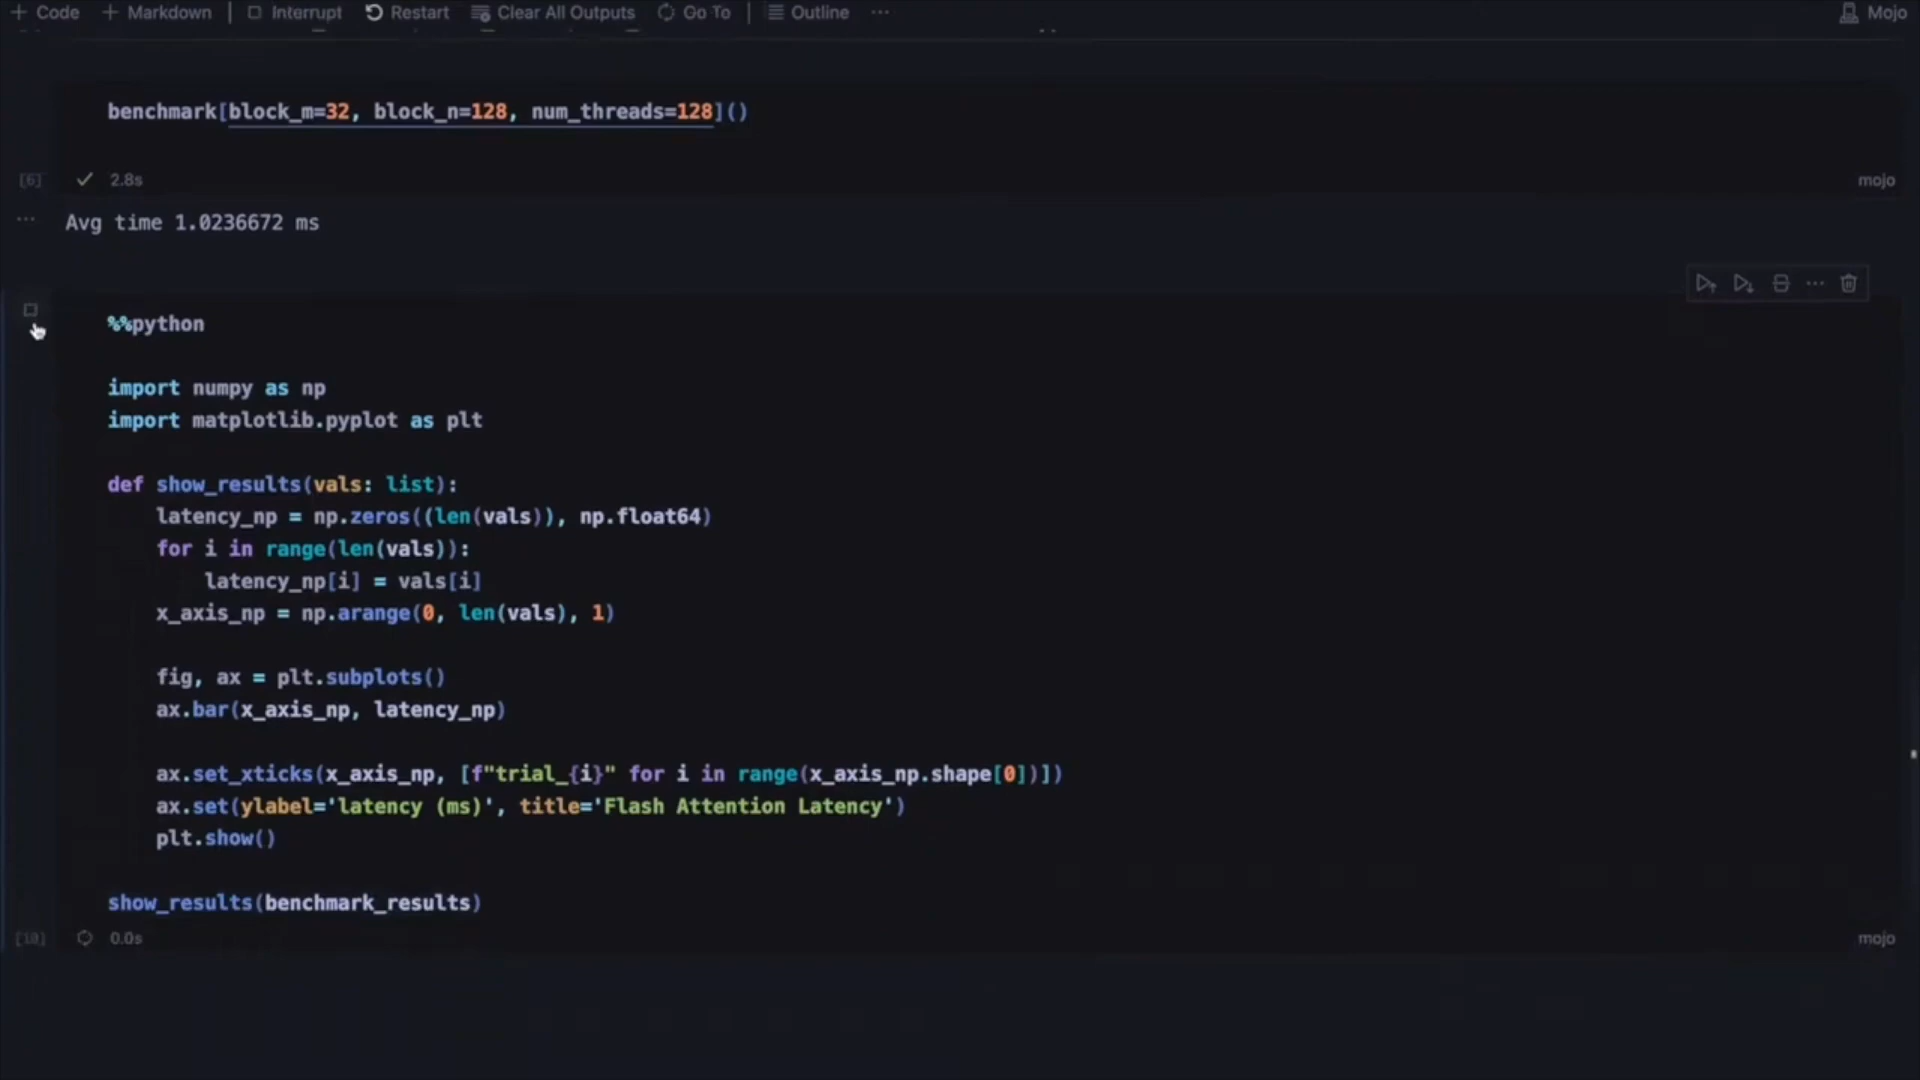 Code Markdown Interrupt Restart Clear All Outputs Go To Outline ... Mojo
benchmark[block_m=32, block_n=128, num_threads=128]()
[6] 2.8s mojo
... Avg time 1.0236672 ms
%%python
import numpy as np
import matplotlib.pyplot as plt
def show_results(vals: list):
latency_np = np.zeros((len(vals)), np.float64)
for i in range(len(vals)):
latency_np[i] = vals[i]
x_axis_np = np.arange(0, len(vals), 1)
fig, ax = plt.subplots()
ax.bar(x_axis_np, latency_np)
ax.set_xticks(x_axis_np, [f"trial_{i}" for i in range(x_axis_np.shape[0])])
ax.set(ylabel='latency (ms)', title='Flash Attention Latency')
plt.show()
show_results(benchmark_results)
[10] 0.0s mojo